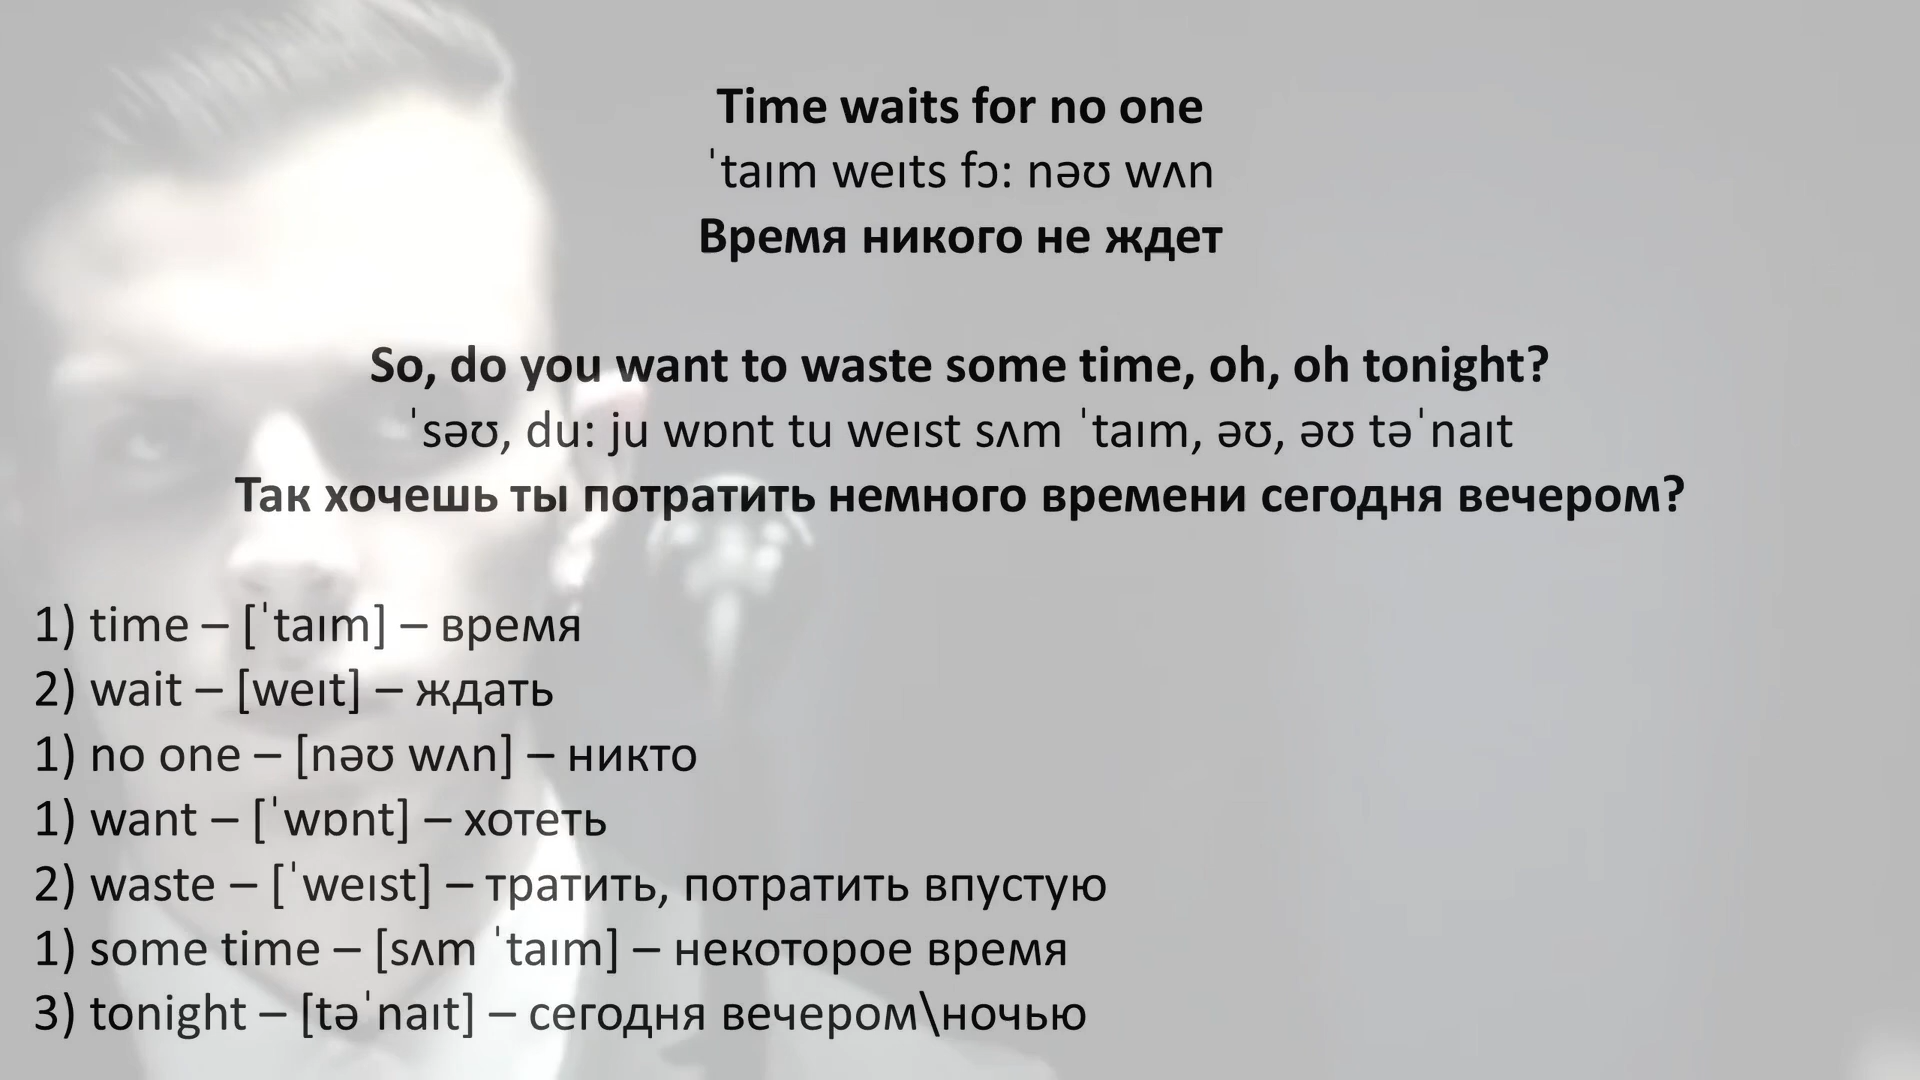 Time waits for no one
ˈtaɪm weɪts fɔ: nəʊ wʌn
Время никого не ждет
So, do you want to waste some time, oh, oh tonight?
ˈsəʊ, du: ju wɒnt tu weɪst sʌm ˈtaɪm, əʊ, əʊ təˈnaɪt
Так хочешь ты потратить немного времени сегодня вечером?
1) time – [ˈtaɪm] – время
2) wait – [weɪt] – ждать
1) no one – [nəʊ wʌn] – никто
1) want – [ˈwɒnt] – хотеть
2) waste – [ˈweɪst] – тратить, потратить впустую
1) some time – [sʌm ˈtaɪm] – некоторое время
3) tonight – [təˈnaɪt] – сегодня вечером\ночью